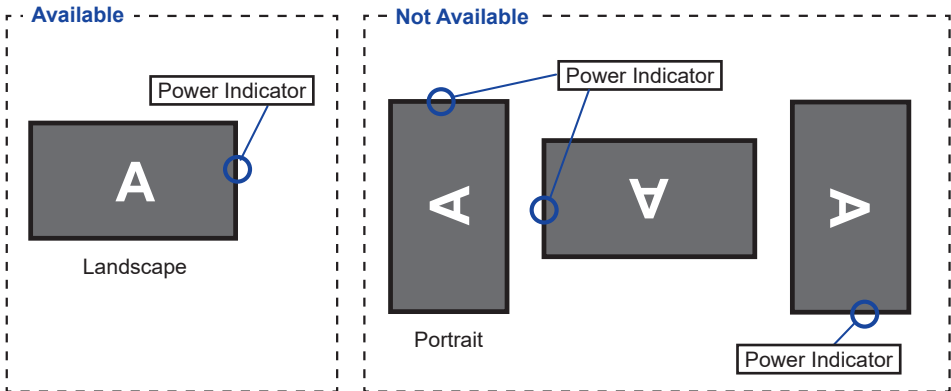 Available
Power Indicator
A
Landscape
Not Available
Power Indicator
A
A
A
Portrait
Power Indicator